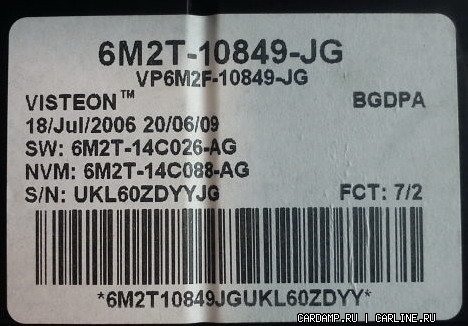 6M2T-10849-JG
VP6M2F-10849-JG
VISTEON™ BGDPA
18/Jul/2006 20/06/09
SW: 6M2T-14C026-AG
NVM: 6M2T-14C088-AG
S/N: UKL60ZDYYJG FCT: 7/2
*6M2T10849JGUKL60ZDYY*
CARDAMP.RU | CARLINE.RU